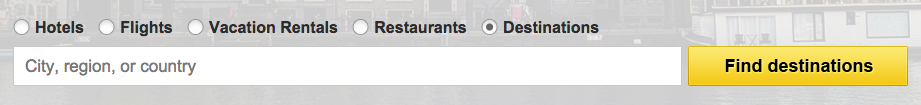 Hotels Flights Vacation Rentals Restaurants Destinations
City, region, or country Find destinations